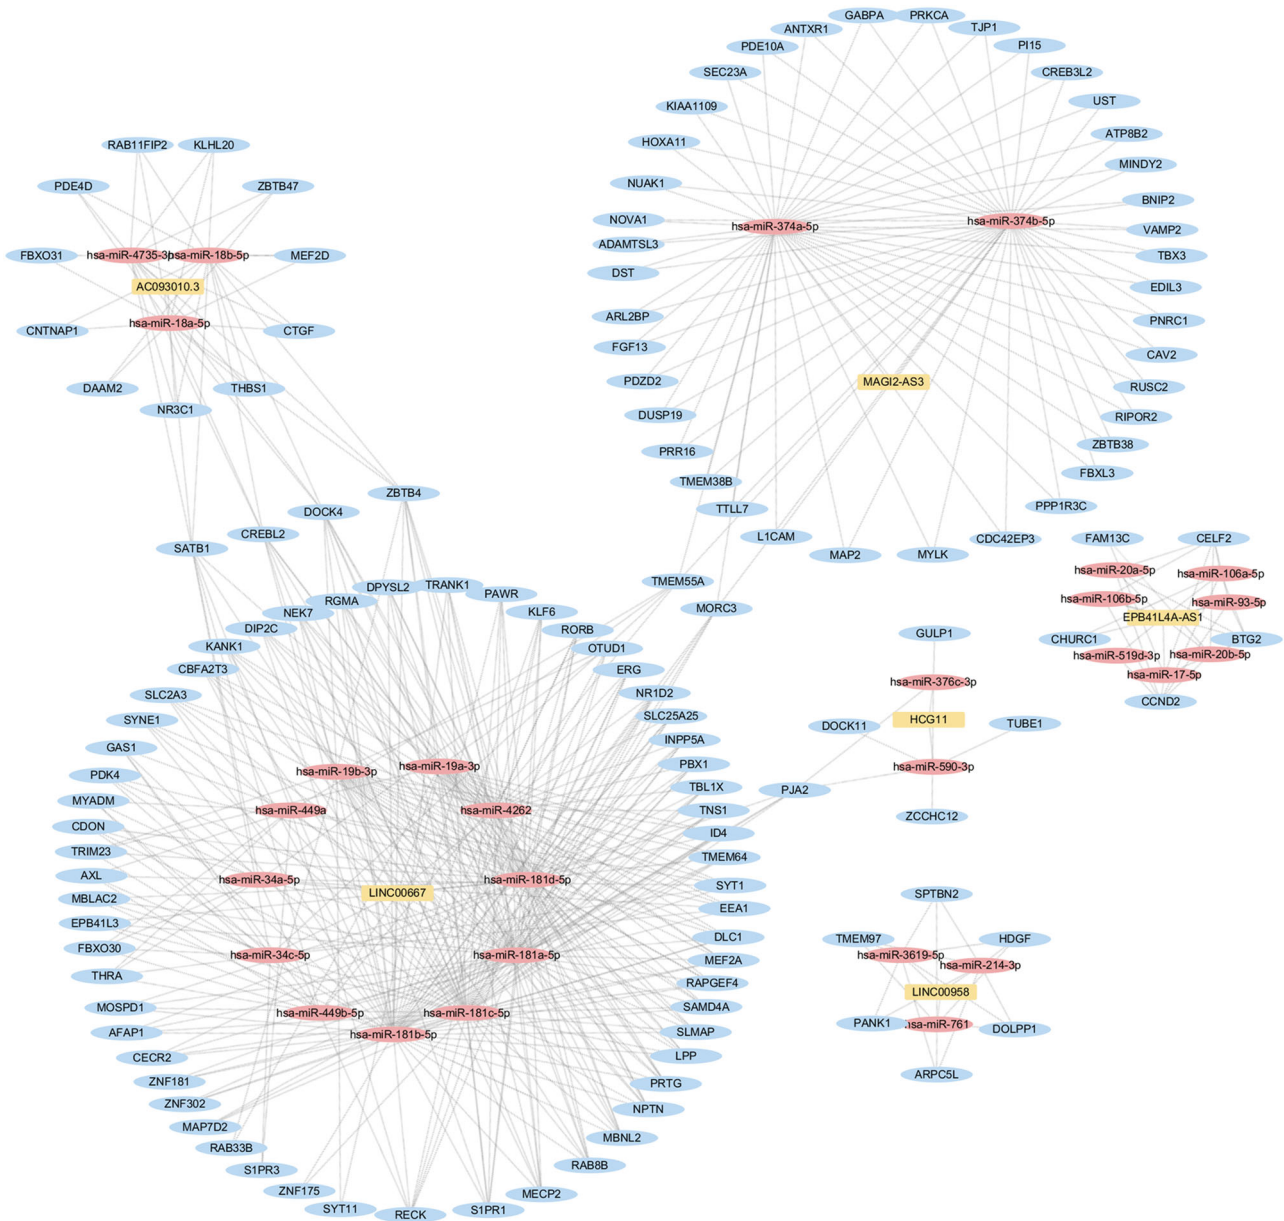 GABPA
PRKCA
ANTXR1
TJP1
PDE10A
PI15
SEC23A
CREB3L2
KIAA1109
UST
HOXA11
ATP8B2
MINDY2
NUAK1
BNIP2
NOVA1
hsa-miR-374a-5p
hsa-miR-374b-5p
VAMP2
ADAMTSL3
TBX3
DST
EDIL3
ARL2BP
PNRC1
FGF13
CAV2
PDZD2
MAGI2-AS3
RUSC2
DUSP19
RIPOR2
PRR16
ZBTB38
TMEM38B
FBXL3
TTLL7
PPP1R3C
L1CAM
MAP2
MYLK
CDC42EP3
RAB11FIP2
KLHL20
PDE4D
ZBTB47
FBXO31
hsa-miR-4735-3p
hsa-miR-18b-5p
MEF2D
AC093010.3
CNTNAP1
hsa-miR-18a-5p
CTGF
DAAM2
THBS1
NR3C1
ZBTB4
DOCK4
CREBL2
SATB1
TMEM55A
MORC3
DPYSL2
TRANK1
RGMA
PAWR
NEK7
KLF6
DIP2C
RORB
KANK1
OTUD1
CBFA2T3
ERG
SLC2A3
NR1D2
SYNE1
SLC25A25
GAS1
INPP5A
PDK4
hsa-miR-19b-3p
hsa-miR-19a-3p
PBX1
MYADM
TBL1X
CDON
hsa-miR-449a
hsa-miR-4262
TNS1
TRIM23
ID4
AXL
TMEM64
MBLAC2
hsa-miR-34a-5p
LINC00667
hsa-miR-181d-5p
SYT1
EPB41L3
EEA1
FBXO30
DLC1
THRA
hsa-miR-34c-5p
hsa-miR-181a-5p
MEF2A
RAPGEF4
MOSPD1
hsa-miR-449b-5p
hsa-miR-181c-5p
SAMD4A
AFAP1
hsa-miR-181b-5p
SLMAP
CECR2
LPP
ZNF181
PRTG
ZNF302
NPTN
MAP7D2
MBNL2
RAB33B
RAB8B
S1PR3
MECP2
ZNF175
S1PR1
SYT11
RECK
FAM13C
CELF2
hsa-miR-20a-5p
hsa-miR-106a-5p
hsa-miR-106b-5p
hsa-miR-93-5p
EPB41L4A-AS1
CHURC1
BTG2
hsa-miR-519d-3p
hsa-miR-20b-5p
hsa-miR-17-5p
CCND2
GULP1
hsa-miR-376c-3p
DOCK11
HCG11
TUBE1
hsa-miR-590-3p
PJA2
ZCCHC12
SPTBN2
TMEM97
HDGF
hsa-miR-3619-5p
hsa-miR-214-3p
LINC00958
PANK1
hsa-miR-761
DOLPP1
ARPC5L